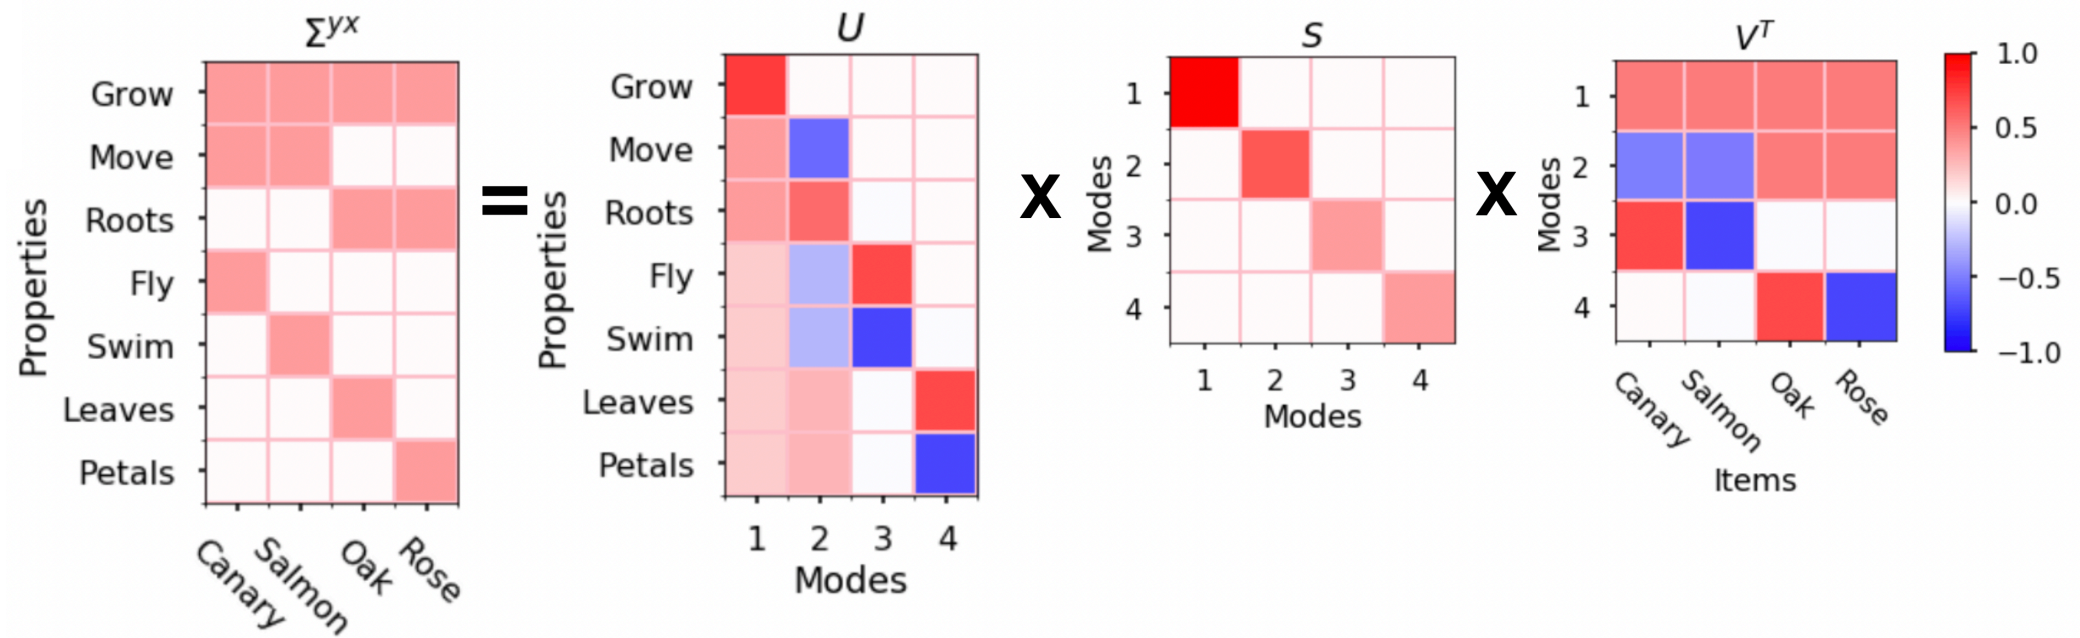 Σyx
Properties
Grow
Move
Roots
Fly
Swim
Leaves
Petals
Canary
Salmon
Oak
Rose
=
U
Properties
Grow
Move
Roots
Fly
Swim
Leaves
Petals
1 2 3 4
Modes
X
S
Modes
1
2
3
4
1 2 3 4
Modes
X
VT
Modes
1
2
3
4
Canary
Salmon
Oak
Rose
Items
1.0
0.5
0.0
−0.5
−1.0